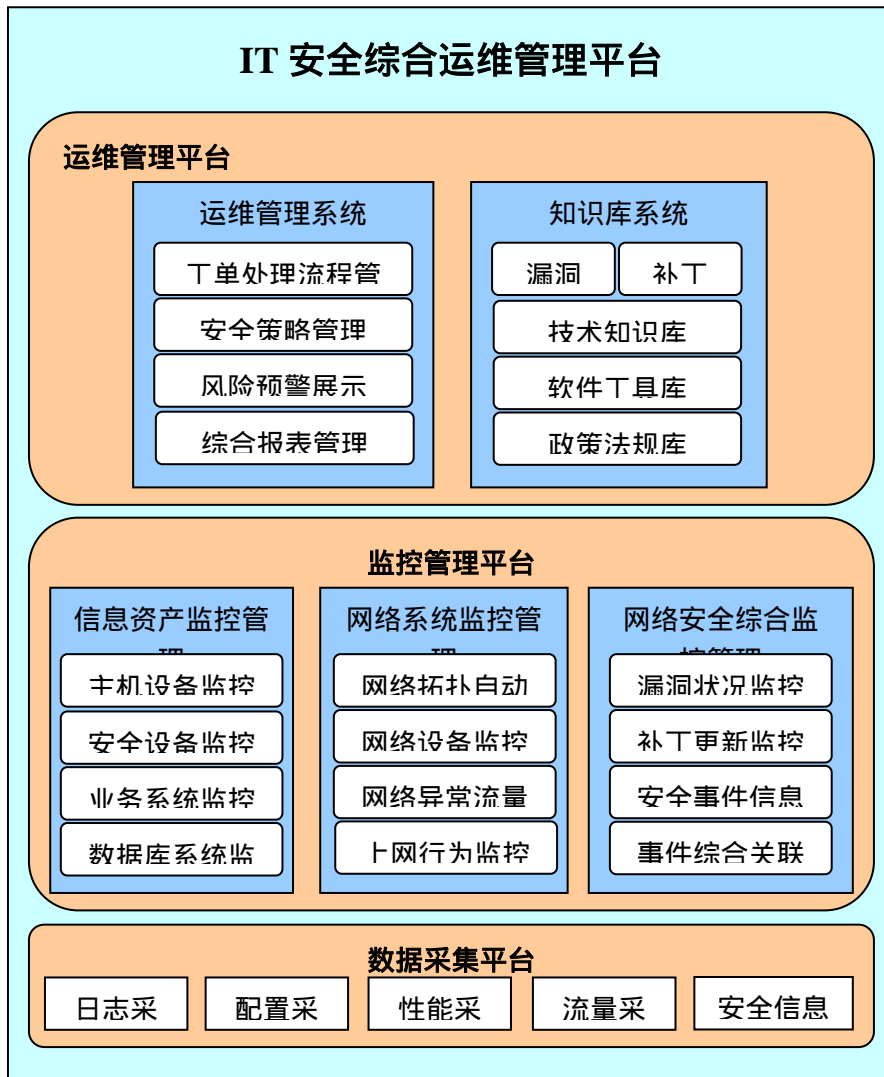 IT 安全综合运维管理平台
运维管理平台
运维管理系统
工单处理流程管
安全策略管理
风险预警展示
综合报表管理
知识库系统
漏洞
补丁
技术知识库
软件工具库
政策法规库
监控管理平台
信息资产监控管
理
主机设备监控
安全设备监控
业务系统监控
数据库系统监
网络系统监控管
理
网络拓扑自动
网络设备监控
网络异常流量
上网行为监控
网络安全综合监
控管理
漏洞状况监控
补丁更新监控
安全事件信息
事件综合关联
数据采集平台
日志采
配置采
性能采
流量采
安全信息